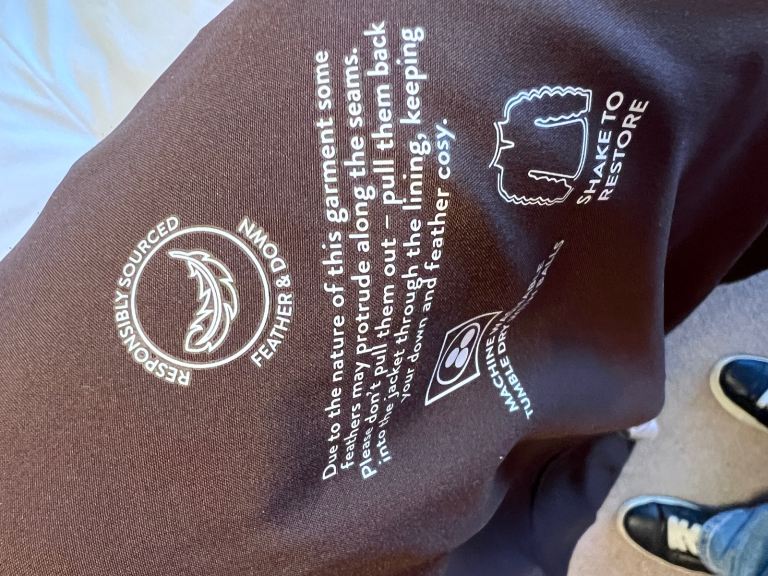 RESPONSIBLY SOURCED
FEATHER & DOWN
Due to the nature of this garment some
feathers may protrude along the seams.
Please don't pull them out – pull them back
into the jacket through the lining, keeping
your down and feather cosy.
MACHINE
TUMBLE DRY
SHAKE TO
RESTORE